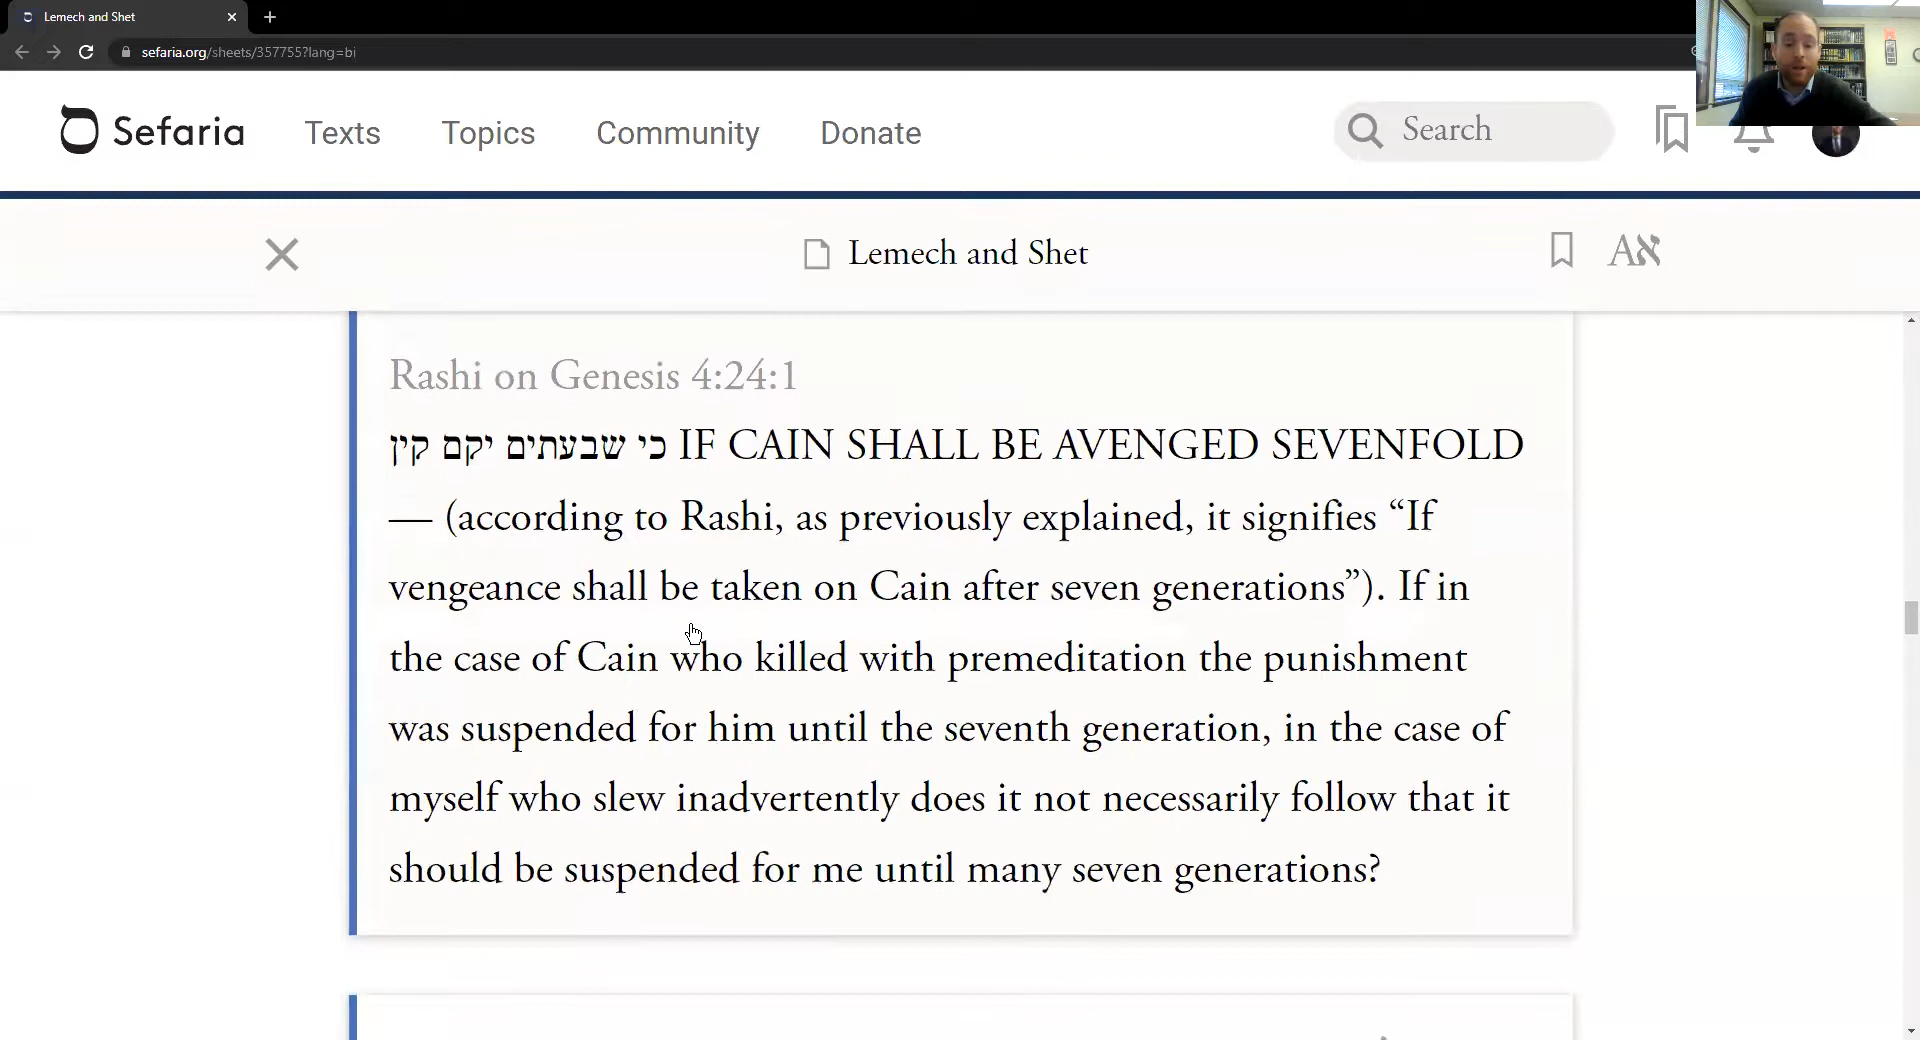 Lemech and Shet
sefaria.org/sheets/357755?lang=bi
Sefaria Texts Topics Community Donate Search
Lemech and Shet
Aא
Rashi on Genesis 4:24:1
כי שבעתים יקם קין IF CAIN SHALL BE AVENGED SEVENFOLD
— (according to Rashi, as previously explained, it signifies “If
vengeance shall be taken on Cain after seven generations”). If in
the case of Cain who killed with premeditation the punishment
was suspended for him until the seventh generation, in the case of
myself who slew inadvertently does it not necessarily follow that it
should be suspended for me until many seven generations?